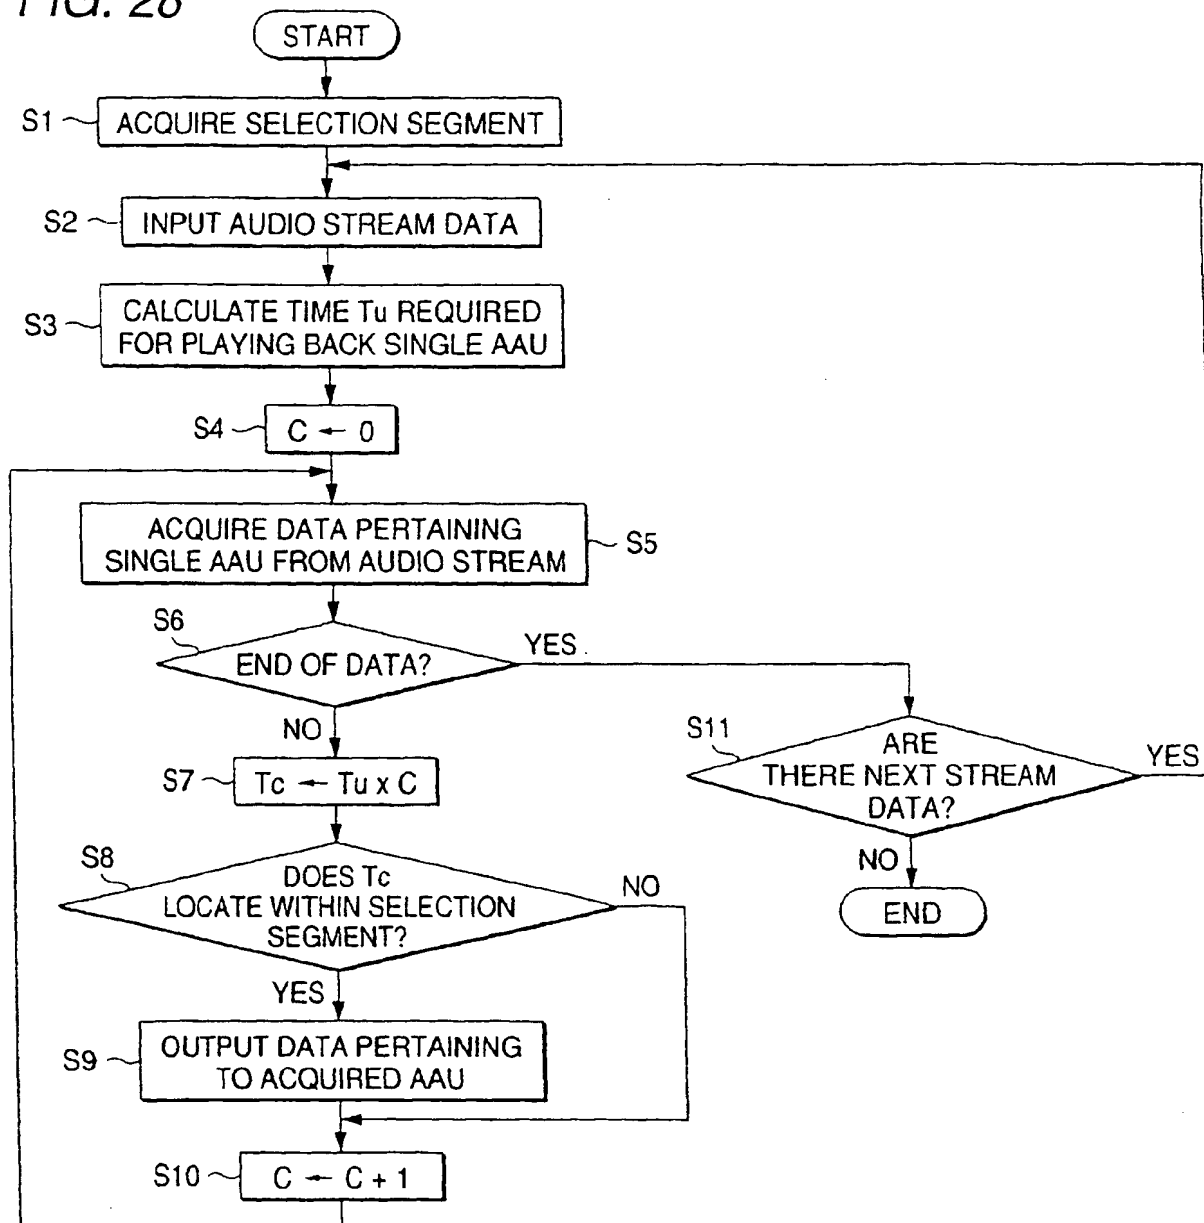 FIG. 28
START
S1
ACQUIRE SELECTION SEGMENT
S2
INPUT AUDIO STREAM DATA
S3
CALCULATE TIME Tu REQUIRED
FOR PLAYING BACK SINGLE AAU
S4
C ← 0
ACQUIRE DATA PERTAINING
SINGLE AAU FROM AUDIO STREAM
S5
S6
END OF DATA?
YES
NO
S7
Tc ← Tu x C
S11
ARE
THERE NEXT STREAM
DATA?
YES
NO
END
S8
DOES Tc
LOCATE WITHIN SELECTION
SEGMENT?
NO
YES
S9
OUTPUT DATA PERTAINING
TO ACQUIRED AAU
S10
C ← C + 1